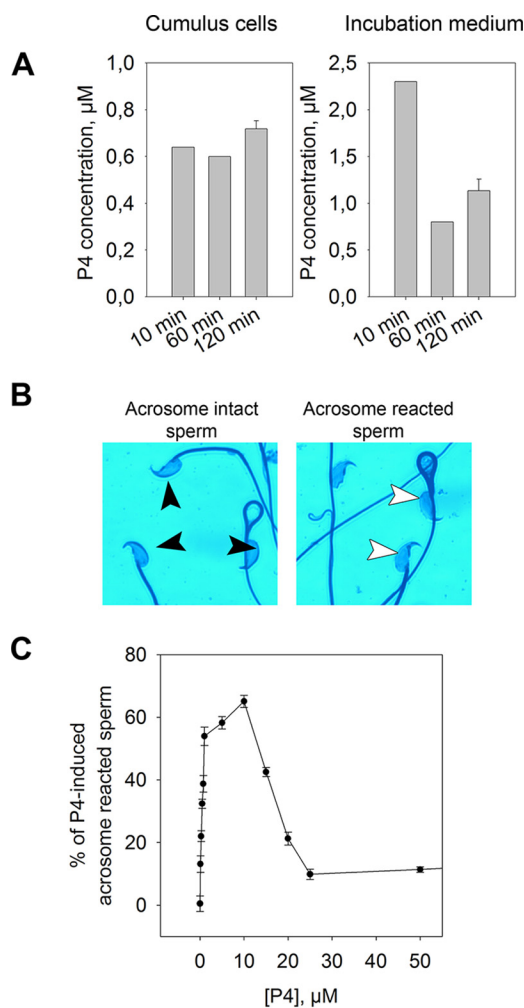 Cumulus cells
Incubation medium
A
P4 concentration, µM
1,0
0,8
0,6
0,4
0,2
0,0
10 min
60 min
120 min
P4 concentration, µM
2,5
2,0
1,5
1,0
0,5
0,0
10 min
60 min
120 min
B
Acrosome intact
sperm
Acrosome reacted
sperm
C
% of P4-induced
acrosome reacted sperm
80
60
40
20
0
0 10 20 30 40 50
[P4], µM